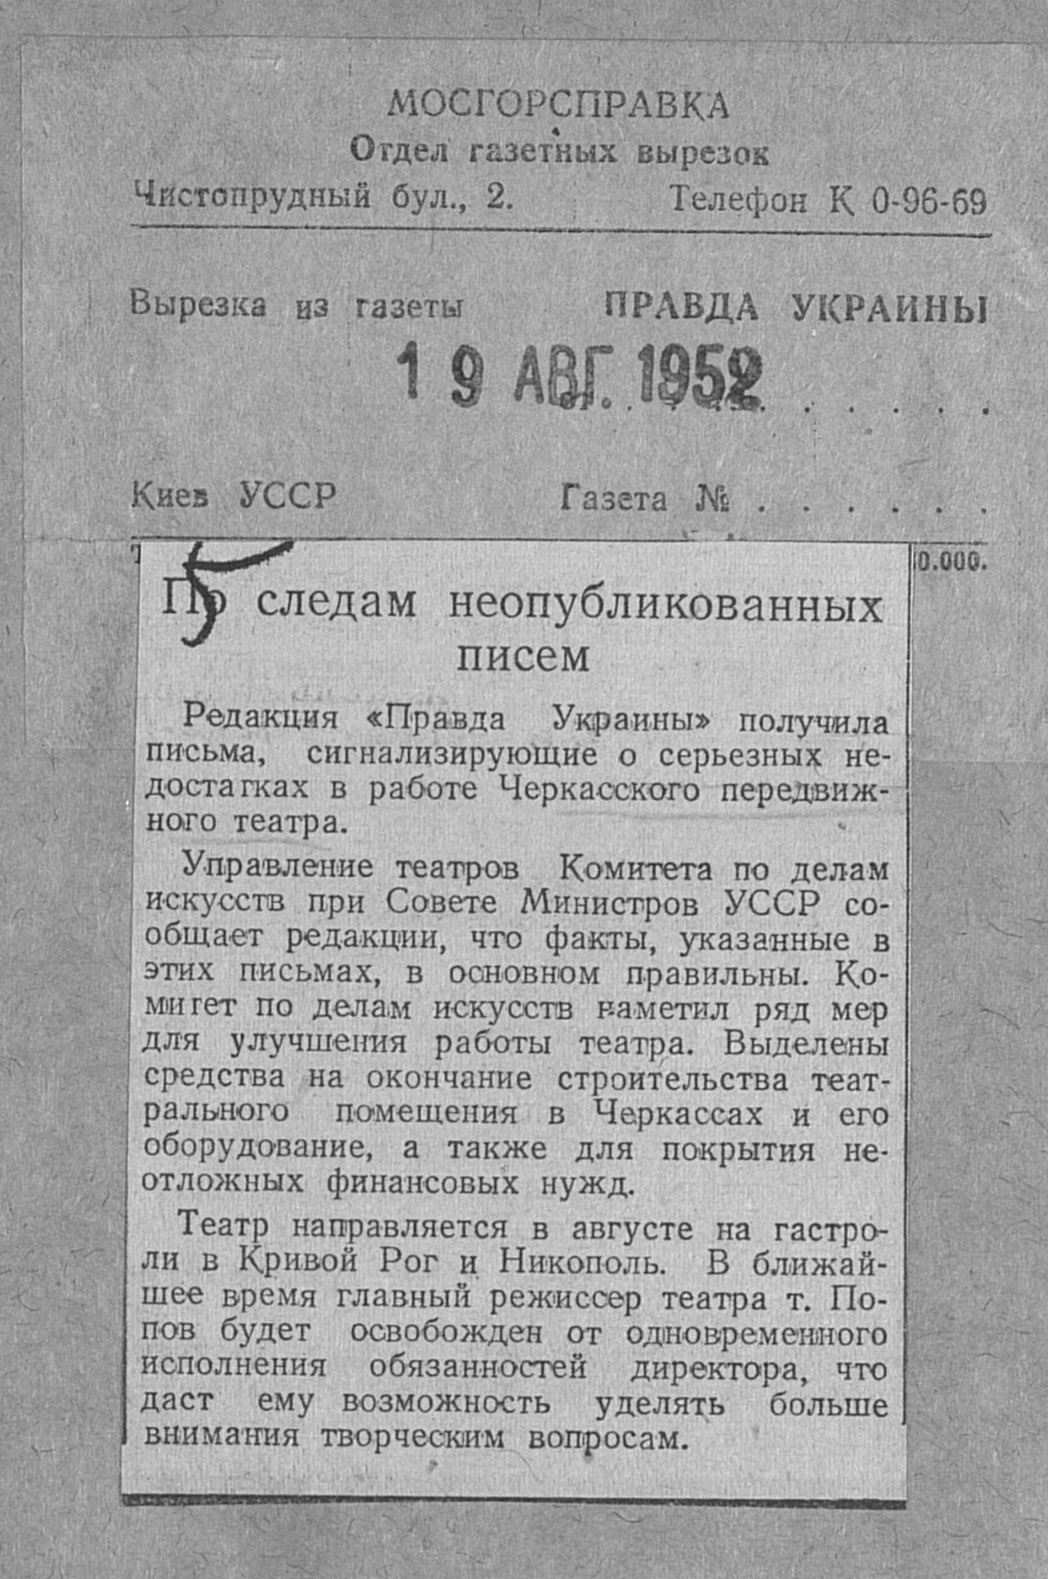 МОСГОРСПРАВКА
Отдел газетных вырезок
Чистопрудный бул., 2. Телефон К 0-96-69
Вырезка из газеты ПРАВДА УКРАИНЫ
19 АВГ. 1952
Киев УССР Газета № . . . . . .
0.000.
По следам неопубликованных
писем
Редакция «Правда Украины» получила
письма, сигнализирующие о серьезных не-
достатках в работе Черкасского передвиж-
ного театра.
Управление театров Комитета по делам
искусств при Совете Министров УССР со-
общает редакции, что факты, указанные в
этих письмах, в основном правильны. Ко-
митет по делам искусств наметил ряд мер
для улучшения работы театра. Выделены
средства на окончание строительства теат-
рального помещения в Черкассах и его
оборудование, а также для покрытия не-
отложных финансовых нужд.
Театр направляется в августе на гастро-
ли в Кривой Рог и Никополь. В ближай-
шее время главный режиссер театра т. По-
пов будет освобожден от одновременного
исполнения обязанностей директора, что
даст ему возможность уделять больше
внимания творческим вопросам.